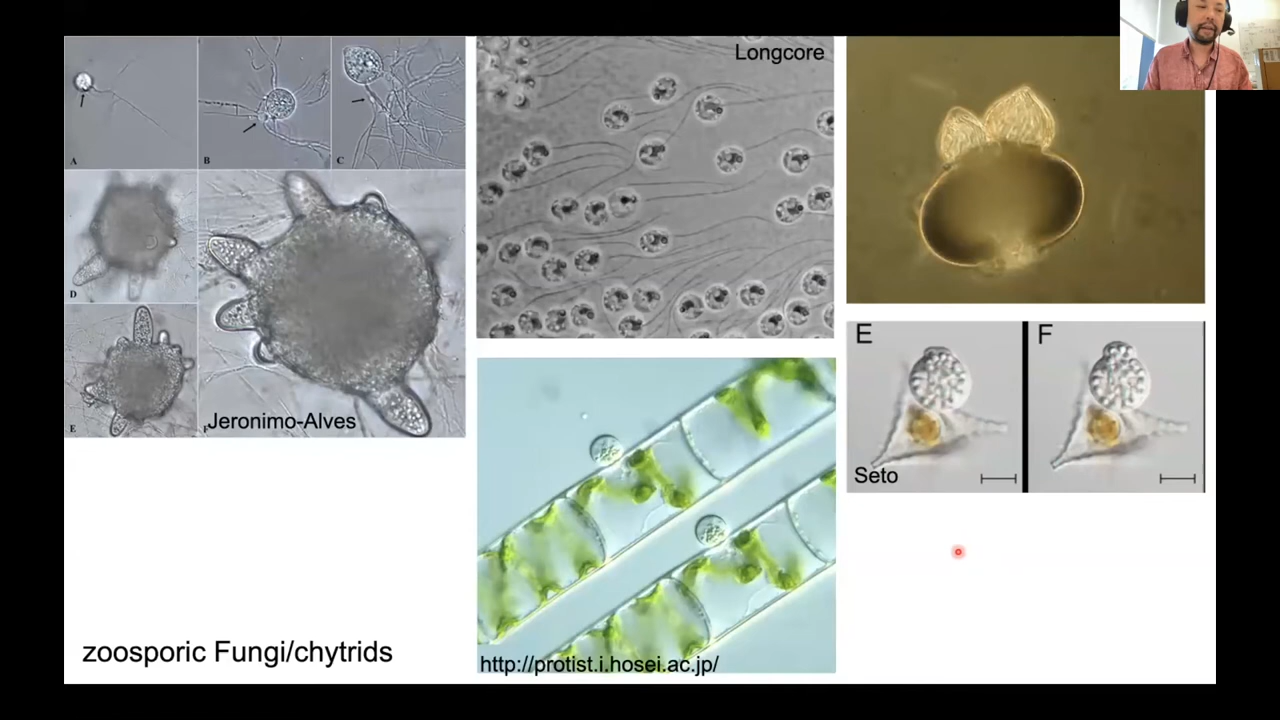 A
B
C
D
E
F
Jeronimo-Alves
Longcore
http://protist.i.hosei.ac.jp/
E
F
Seto
zoosporic Fungi/chytrids